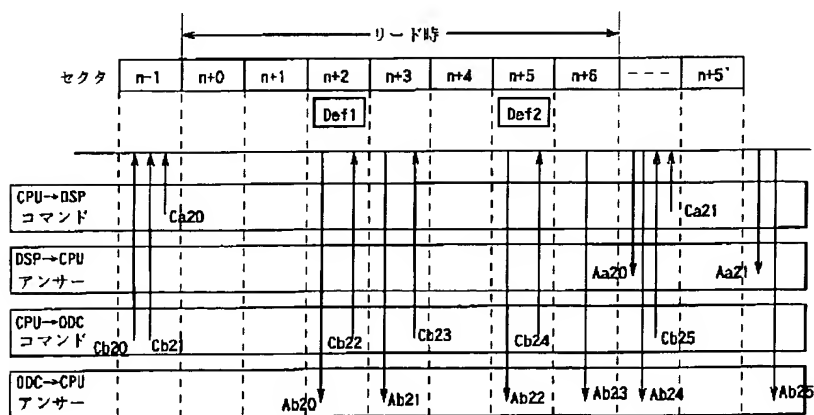 リード時
セクタ n-1 n+0 n+1 n+2 n+3 n+4 n+5 n+6 --- n+5'
Def1 Def2
CPU→DSP
コマンド
Ca20 Ca21
DSP→CPU
アンサー
Aa20 Aa21
CPU→ODC
コマンド
Cb20 Cb21 Cb22 Cb23 Cb24 Cb25
ODC→CPU
アンサー
Ab20 Ab21 Ab22 Ab23 Ab24 Ab25